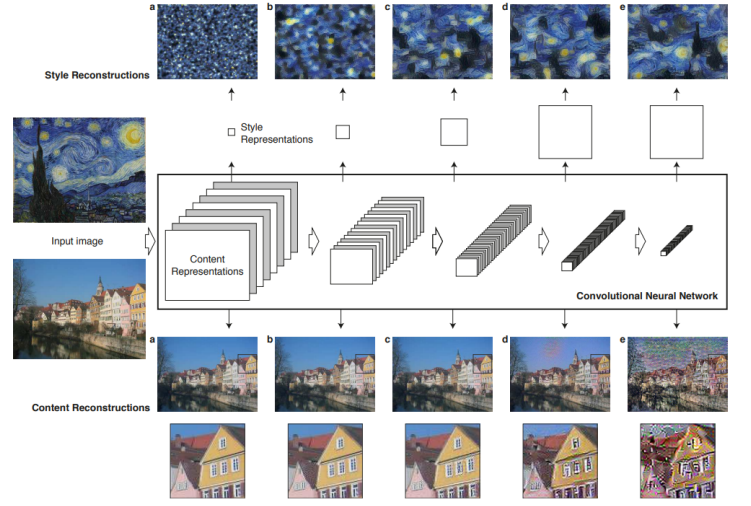 a b c d e
Style Reconstructions
Style
Representations
Input image
Content
Representations
Convolutional Neural Network
a b c d e
Content Reconstructions